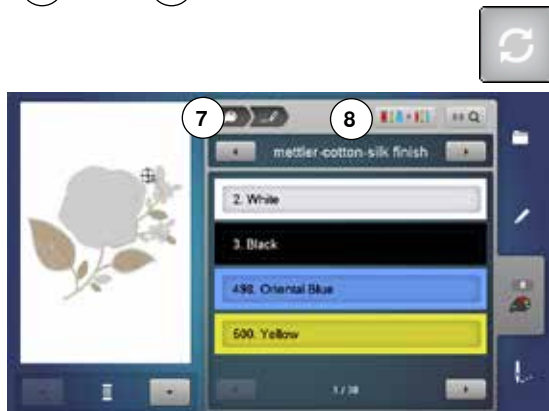 7
8
mettler-cotton-silk finish
2. White
3. Black
498. Oriental Blue
500. Yellow
1 / 38